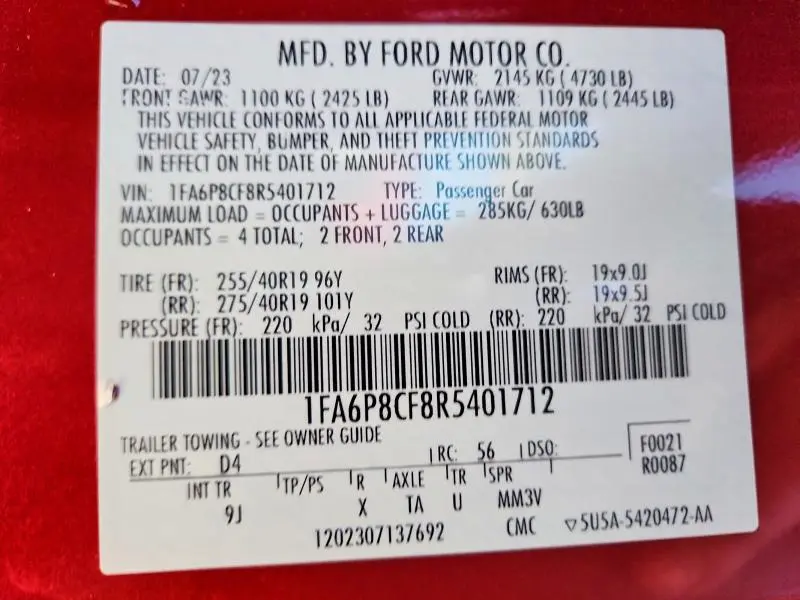 MFD. BY FORD MOTOR CO.
DATE: 07/23 GVWR: 2145 KG ( 4730 LB)
FRONT GAWR: 1100 KG ( 2425 LB) REAR GAWR: 1109 KG ( 2445 LB)
THIS VEHICLE CONFORMS TO ALL APPLICABLE FEDERAL MOTOR
VEHICLE SAFETY, BUMPER, AND THEFT PREVENTION STANDARDS
IN EFFECT ON THE DATE OF MANUFACTURE SHOWN ABOVE.
VIN: 1FA6P8CF8R5401712 TYPE: Passenger Car
MAXIMUM LOAD = OCCUPANTS + LUGGAGE = 285KG/ 630LB
OCCUPANTS = 4 TOTAL; 2 FRONT, 2 REAR
TIRE (FR): 255/40R19 96Y RIMS (FR): 19x9.0J
(RR): 275/40R19 101Y (RR): 19x9.5J
PRESSURE (FR): 220 kPa/ 32 PSI COLD (RR): 220 kPa/ 32 PSI COLD
1FA6P8CF8R5401712
TRAILER TOWING - SEE OWNER GUIDE
EXT PNT: D4 RC: 56 DSO: F0021
R0087
INT TR TP/PS R AXLE TR SPR
9J X TA U MM3V
1202307137692 CMC ▽5U5A-5420472-AA